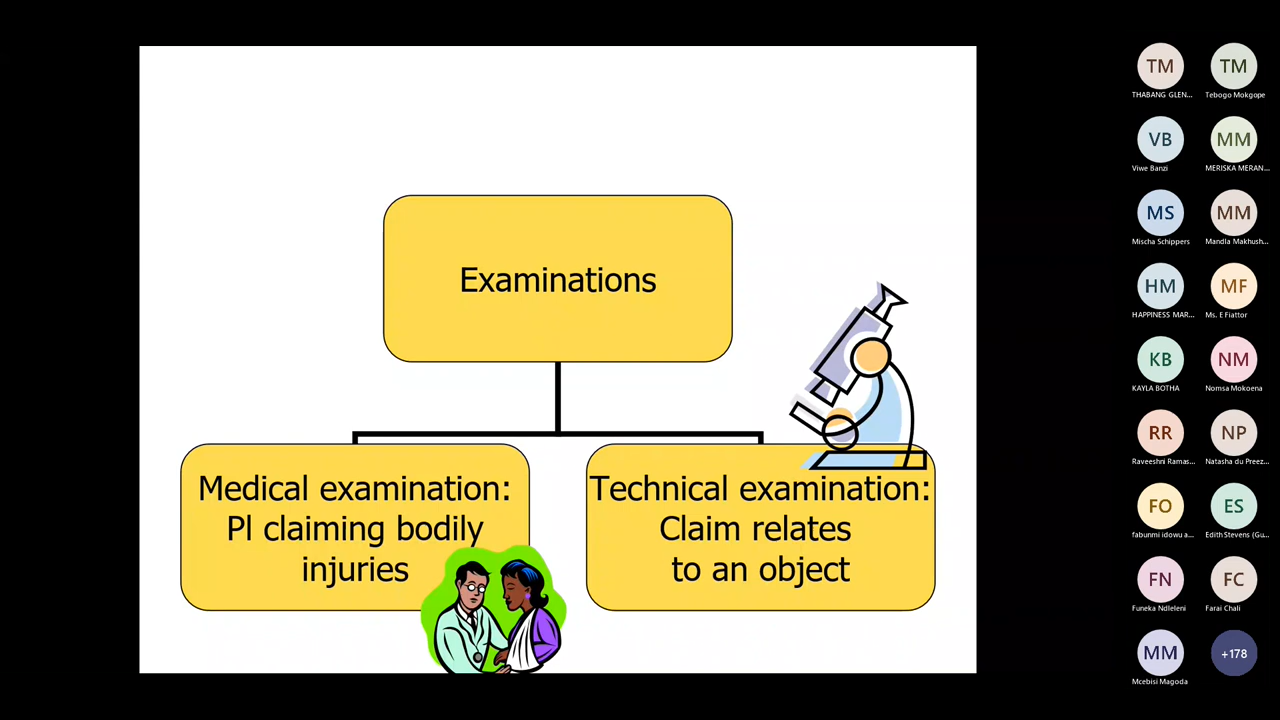 Examinations
Medical examination:
Pl claiming bodily
injuries
Technical examination:
Claim relates
to an object
TM
THABANG GLEN...
TM
Tebogo Mokgope
VB
Viwe Banzi
MM
MERISKA MERAN...
MS
Mischa Schippers
MM
Mandla Makhush...
HM
HAPPINESS MAR...
MF
Ms. E Fiattor
KB
KAYLA BOTHA
NM
Nomsa Mokoena
RR
Raveeshni Ramas...
NP
Natasha du Preez...
FO
fabunmi idowu a...
ES
Edith Stevens (Gu...
FN
Funeka Ndleleni
FC
Farai Chali
MM
Mcebisi Magoda
+178